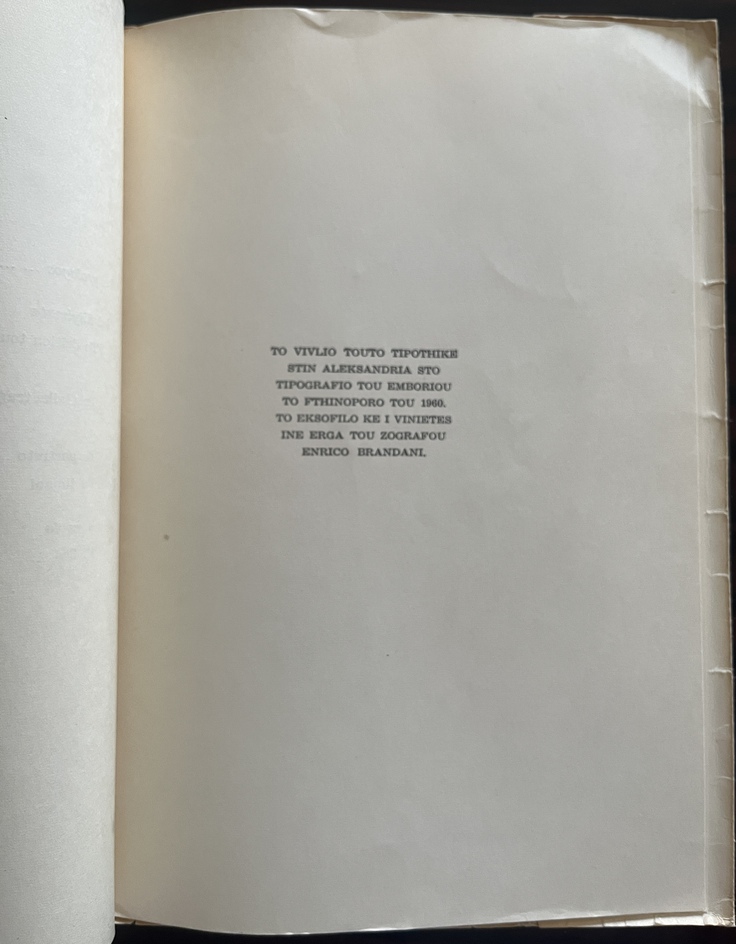 TO VIVLIO TOUTO TIPOTHIKE
STIN ALEKSANDRIA STO
TIPOGRAFIO TOU EMBORIOU
TO FTHINOPORO TOU 1960.
TO EKSOFILO KE I VINIETES
INE ERGA TOU ZOGRAFOU
ENRICO BRANDANI.